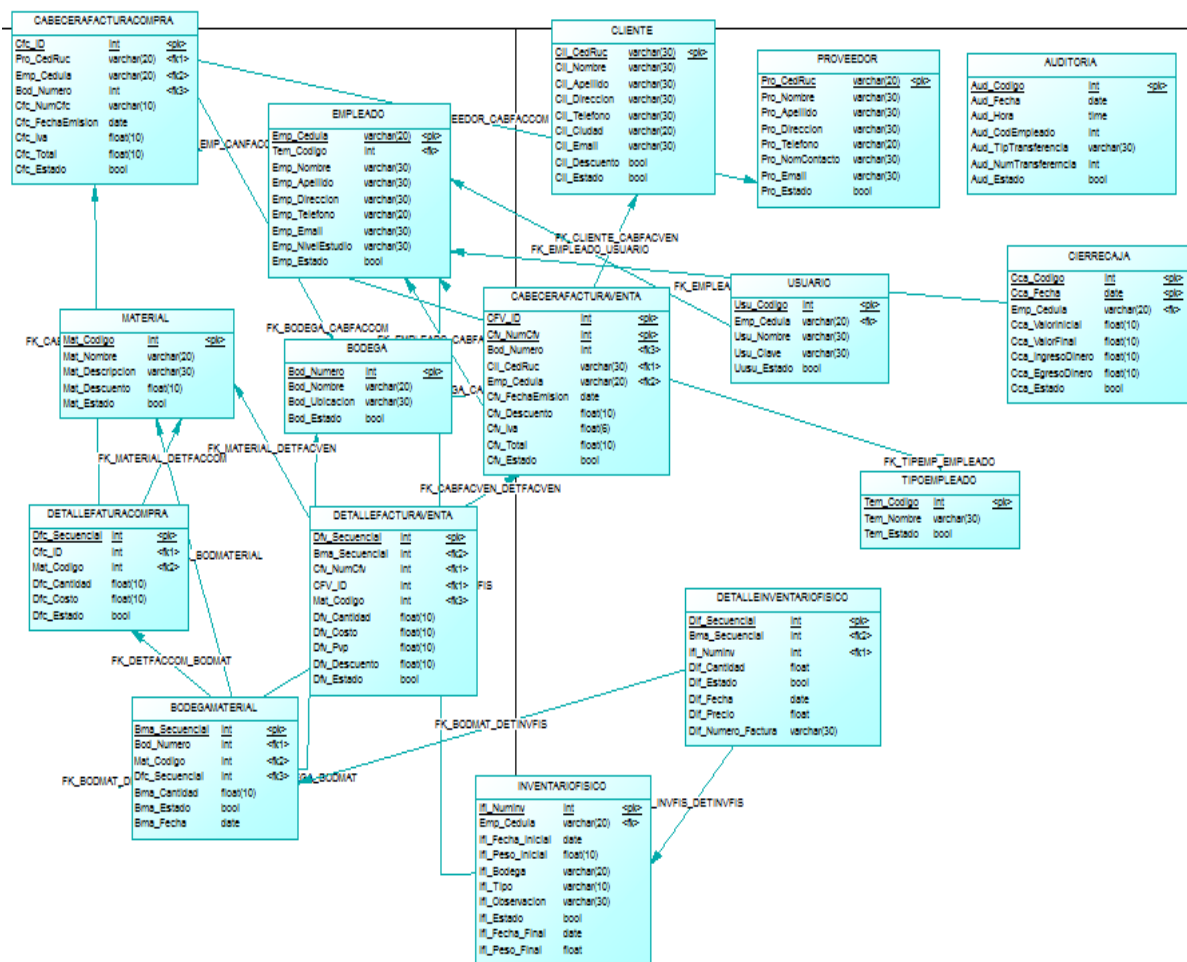 CABECERAFACTURACOMPRA
Cfc_ID int <pk>
Pro_CedRuc varchar(20) <fk1>
Emp_Cedula varchar(20) <fk2>
Bod_Numero int <fk3>
Cfc_NumCfc varchar(10)
Cfc_FechaEmision date
Cfc_Iva float(10)
Cfc_Total float(10)
Cfc_Estado bool
CLIENTE
Cli_CedRuc varchar(30) <pk>
Cli_Nombre varchar(30)
Cli_Apellido varchar(30)
Cli_Direccion varchar(30)
Cli_Telefono varchar(30)
Cli_Ciudad varchar(20)
Cli_Email varchar(30)
Cli_Descuento bool
Cli_Estado bool
PROVEEDOR
Pro_CedRuc varchar(20) <pk>
Pro_Nombre varchar(30)
Pro_Apellido varchar(30)
Pro_Direccion varchar(30)
Pro_Telefono varchar(20)
Pro_NomContacto varchar(30)
Pro_Email varchar(30)
Pro_Estado bool
AUDITORIA
Aud_Codigo int <pk>
Aud_Fecha date
Aud_Hora time
Aud_CodEmpleado int
Aud_TipTransferencia varchar(30)
Aud_NumTransferencia int
Aud_Estado bool
EMPLEADO
Emp_Cedula varchar(20) <pk>
Tem_Codigo int <fk>
Emp_Nombre varchar(30)
Emp_Apellido varchar(30)
Emp_Direccion varchar(30)
Emp_Telefono varchar(20)
Emp_Email varchar(30)
Emp_NivelEstudio varchar(30)
Emp_Estado bool
EEDOR_CABFACCOM
EMP_CANFACC
FK_CLIENTE_CABFACVEN
FK_EMPLEADO_USUARIO
FK_EMPLEA
CIERRECAJA
Cca_Codigo int <pk>
Cca_Fecha date <pk>
Emp_Cedula varchar(20) <fk>
Cca_ValorInicial float(10)
Cca_ValorFinal float(10)
Cca_IngresoDinero float(10)
Cca_EgresoDinero float(10)
Cca_Estado bool
USUARIO
Usu_Codigo int <pk>
Emp_Cedula varchar(20) <fk>
Usu_Nombre varchar(30)
Usu_Clave varchar(30)
Uusu_Estado bool
CABECERAFACTURAVENTA
CFV_ID int <pk>
Cfv_NumCfv int <pk>
Bod_Numero int <fk3>
Cli_CedRuc varchar(30) <fk1>
Emp_Cedula varchar(20) <fk2>
Cfv_FechaEmision date
Cfv_Descuento float(10)
Cfv_Iva float(6)
Cfv_Total float(10)
Cfv_Estado bool
MATERIAL
Mat_Codigo int <pk>
Mat_Nombre varchar(20)
Mat_Descripcion varchar(30)
Mat_Descuento float(10)
Mat_Estado bool
FK_BODEGA_CABFACCOM
BODEGA
Bod_Numero int <pk>
Bod_Nombre varchar(20)
Bod_Ubicacion varchar(30)
Bod_Estado bool
FK_MATERIAL_DETFACVEN
FK_MATERIAL_DETFACCOM
FK_TIPEMP_EMPLEADO
FK_CABFACVEN_DETFACVEN
TIPOEMPLEADO
Tem_Codigo int <pk>
Tem_Nombre varchar(30)
Tem_Estado bool
DETALLEFATURACOMPRA
Dfc_Secuencial int <pk>
Cfc_ID int <fk1>
Mat_Codigo int <fk2>
Dfc_Cantidad float(10)
Dfc_Costo float(10)
Dfc_Estado bool
_BODMATERIAL
DETALLEFACTURAVENTA
Dfv_Secuencial int <pk>
Bma_Secuencial int <fk2>
Cfv_NumCfv int <fk1>
CFV_ID int <fk1>
Mat_Codigo int <fk3>
Dfv_Cantidad float(10)
Dfv_Costo float(10)
Dfv_Pvp float(10)
Dfv_Descuento float(10)
Dfv_Estado bool
FIS
DETALLEINVENTARIOFISICO
Dif_Secuencial int <pk>
Bma_Secuencial int <fk2>
Ifi_NumInv int <fk1>
Dif_Cantidad float
Dif_Estado bool
Dif_Fecha date
Dif_Precio float
Dif_Numero_Factura varchar(30)
FK_DETFACCOM_BODMAT
BODEGAMATERIAL
Bma_Secuencial int <pk>
Bod_Numero int <fk1>
Mat_Codigo int <fk2>
Dfc_Secuencial int <fk3>
Bma_Cantidad float(10)
Bma_Estado bool
Bma_Fecha date
FK_BODMAT_DETINVFIS
FK_BODMAT_D
GA_BODMAT
INVENTARIOFISICO
Ifi_NumInv int <pk>
Emp_Cedula varchar(20) <fk>
Ifi_Fecha_Inicial date
Ifi_Peso_Inicial float(10)
Ifi_Bodega varchar(20)
Ifi_Tipo varchar(10)
Ifi_Observacion varchar(30)
Ifi_Estado bool
Ifi_Fecha_Final date
Ifi_Peso_Final float
_INVFIS_DETINVFIS